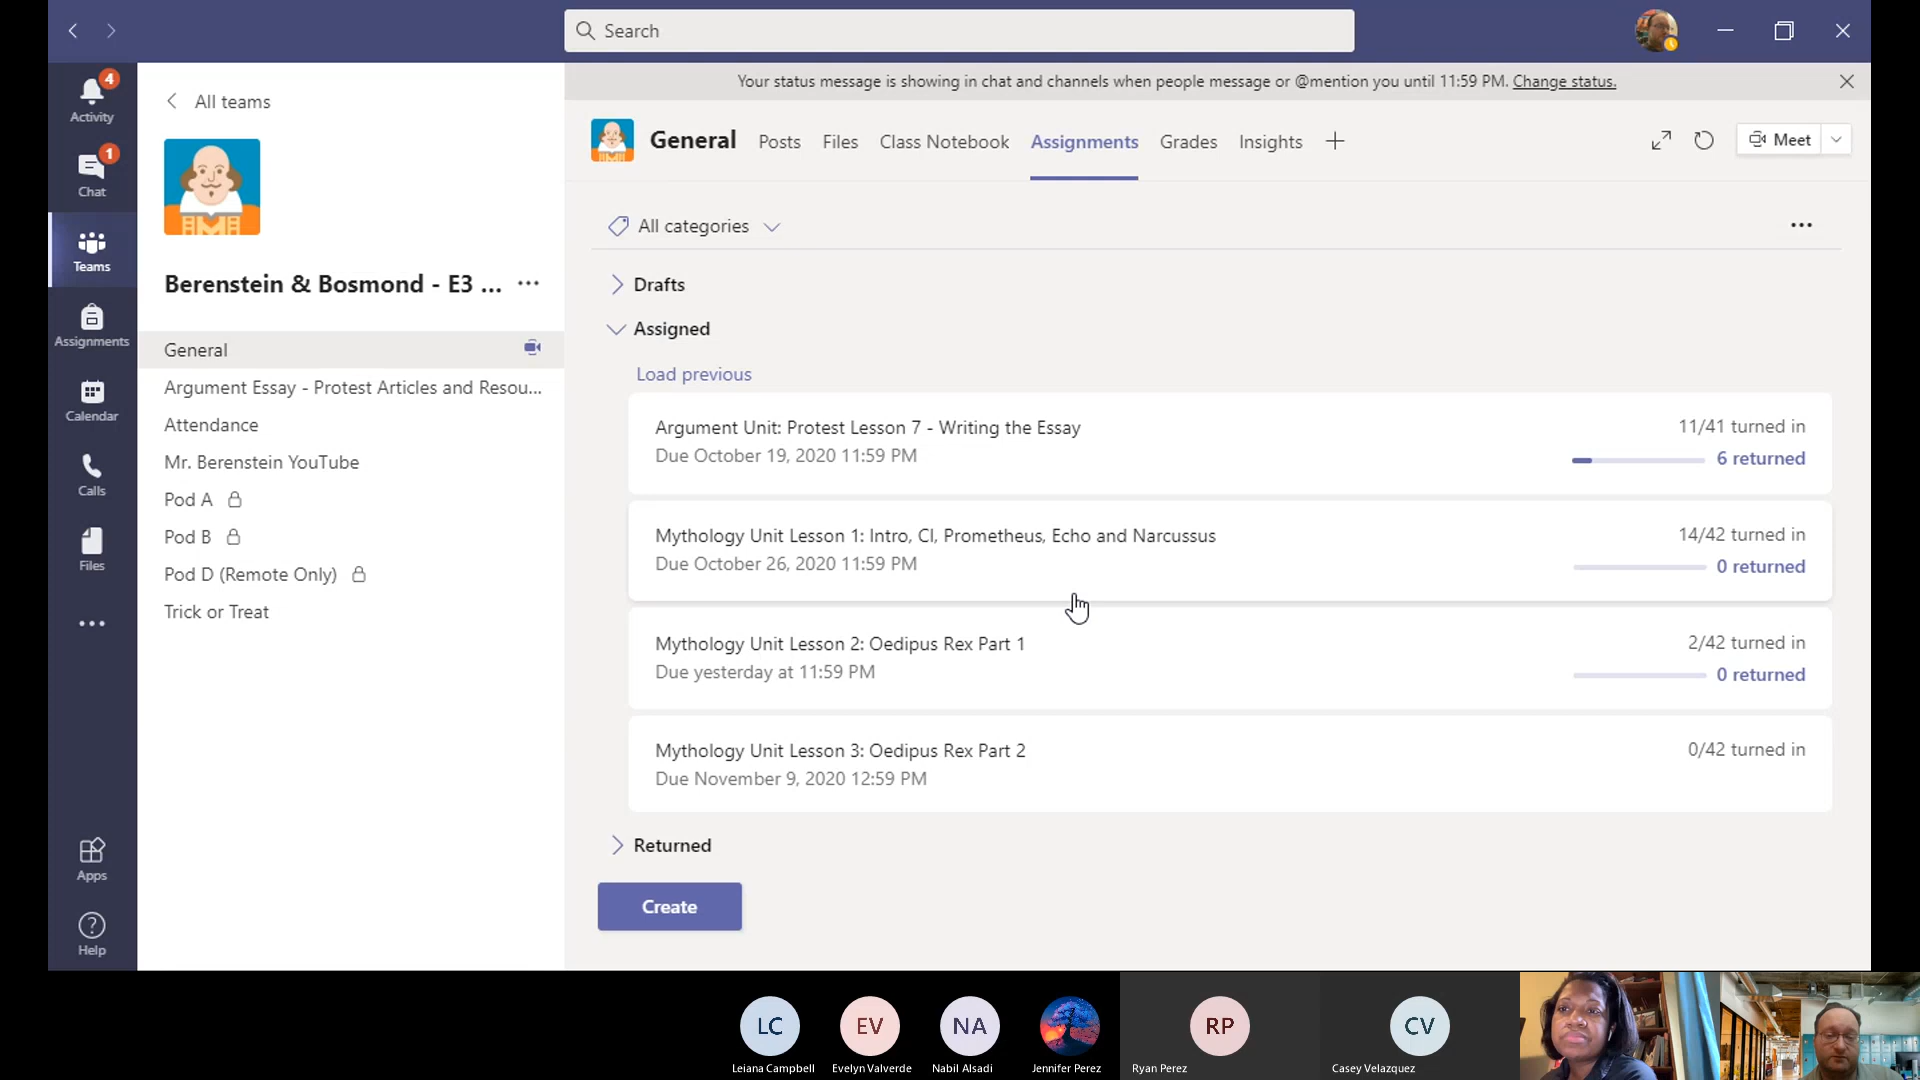 Search
Your status message is showing in chat and channels when people message or @mention you until 11:59 PM. Change status.
4
Activity
1
Chat
Teams
Assignments
Calendar
Calls
Files
Apps
Help
All teams
Berenstein & Bosmond - E3 ...
General
Argument Essay - Protest Articles and Resou...
Attendance
Mr. Berenstein YouTube
Pod A
Pod B
Pod D (Remote Only)
Trick or Treat
General
Posts
Files
Class Notebook
Assignments
Grades
Insights
Meet
All categories
Drafts
Assigned
Load previous
Argument Unit: Protest Lesson 7 - Writing the Essay
Due October 19, 2020 11:59 PM
11/41 turned in
6 returned
Mythology Unit Lesson 1: Intro, CI, Prometheus, Echo and Narcussus
Due October 26, 2020 11:59 PM
14/42 turned in
0 returned
Mythology Unit Lesson 2: Oedipus Rex Part 1
Due yesterday at 11:59 PM
2/42 turned in
0 returned
Mythology Unit Lesson 3: Oedipus Rex Part 2
Due November 9, 2020 12:59 PM
0/42 turned in
Returned
Create
LC
EV
NA
RP
CV
Leiana Campbell
Evelyn Valverde
Nabil Alsadi
Jennifer Perez
Ryan Perez
Casey Velazquez